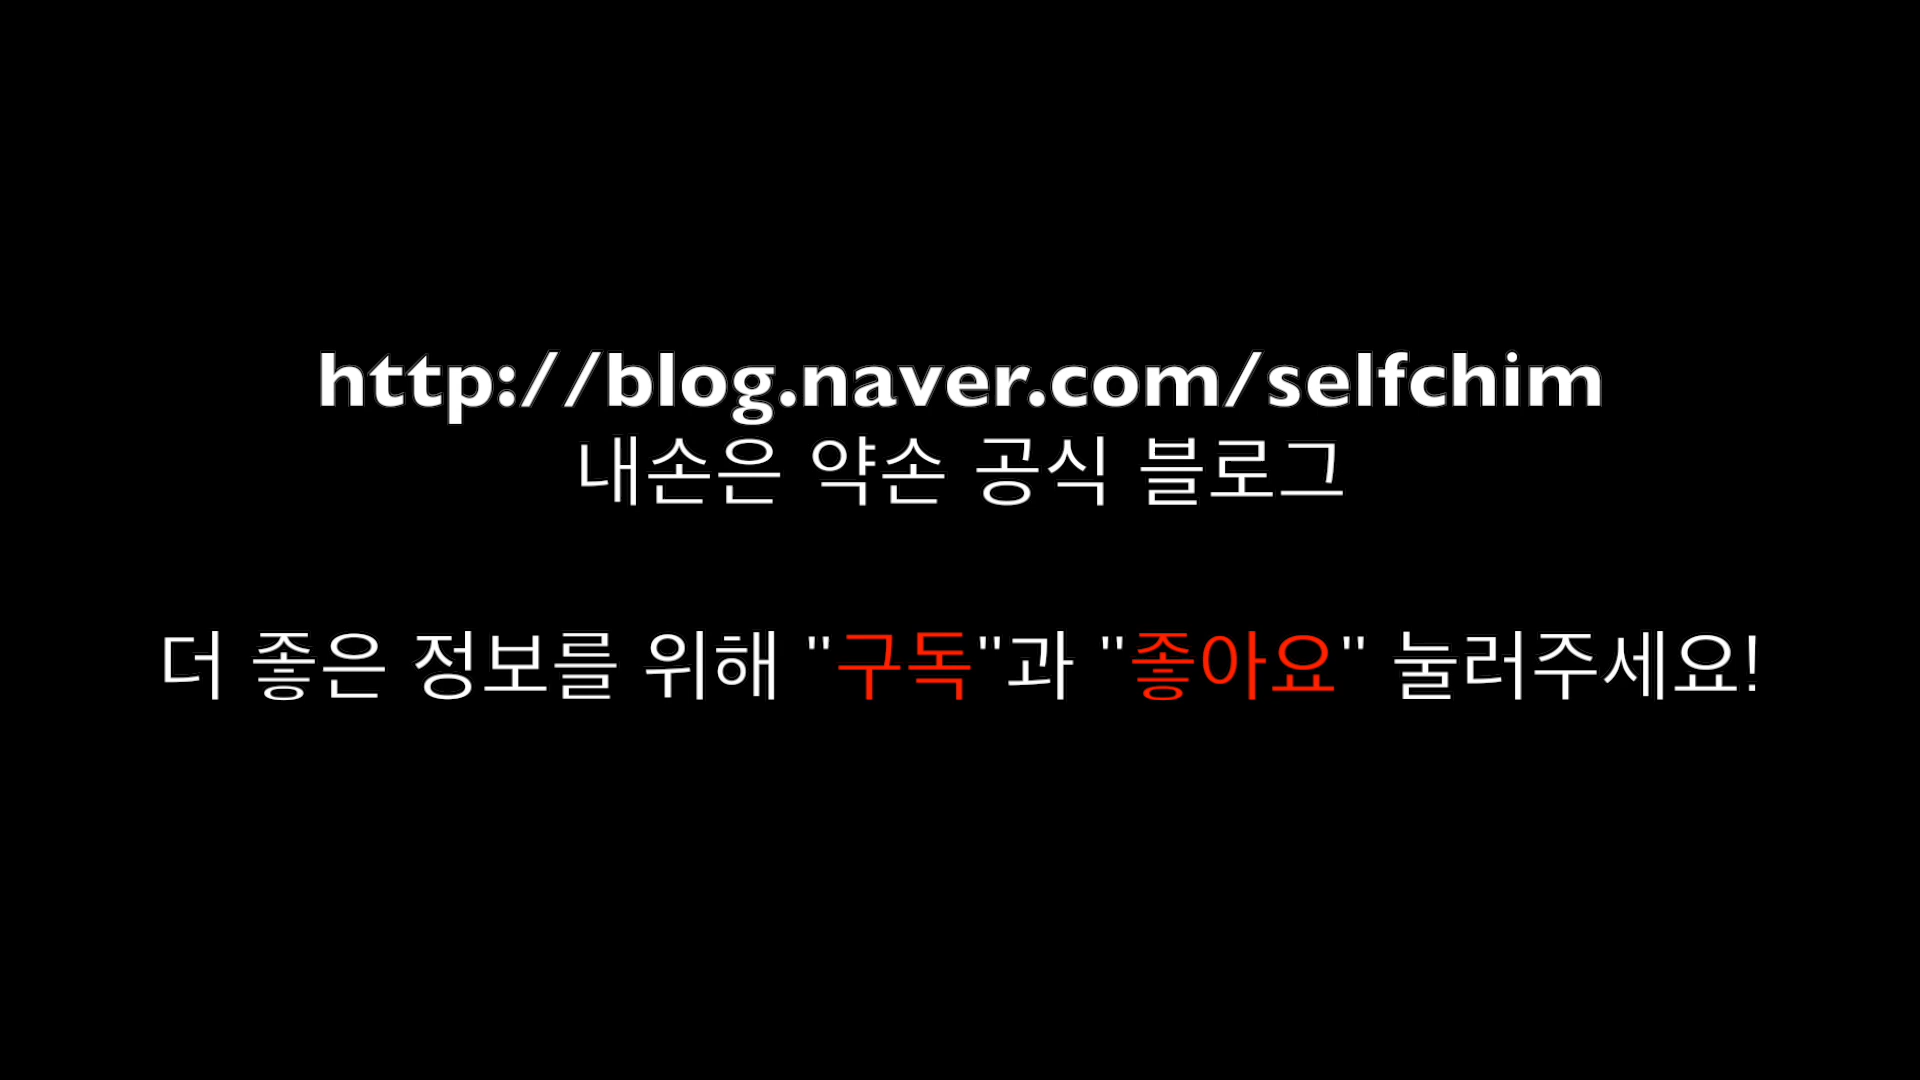 http://blog.naver.com/selfchim
내손은 약손 공식 블로그
더 좋은 정보를 위해 "구독"과 "좋아요" 눌러주세요!